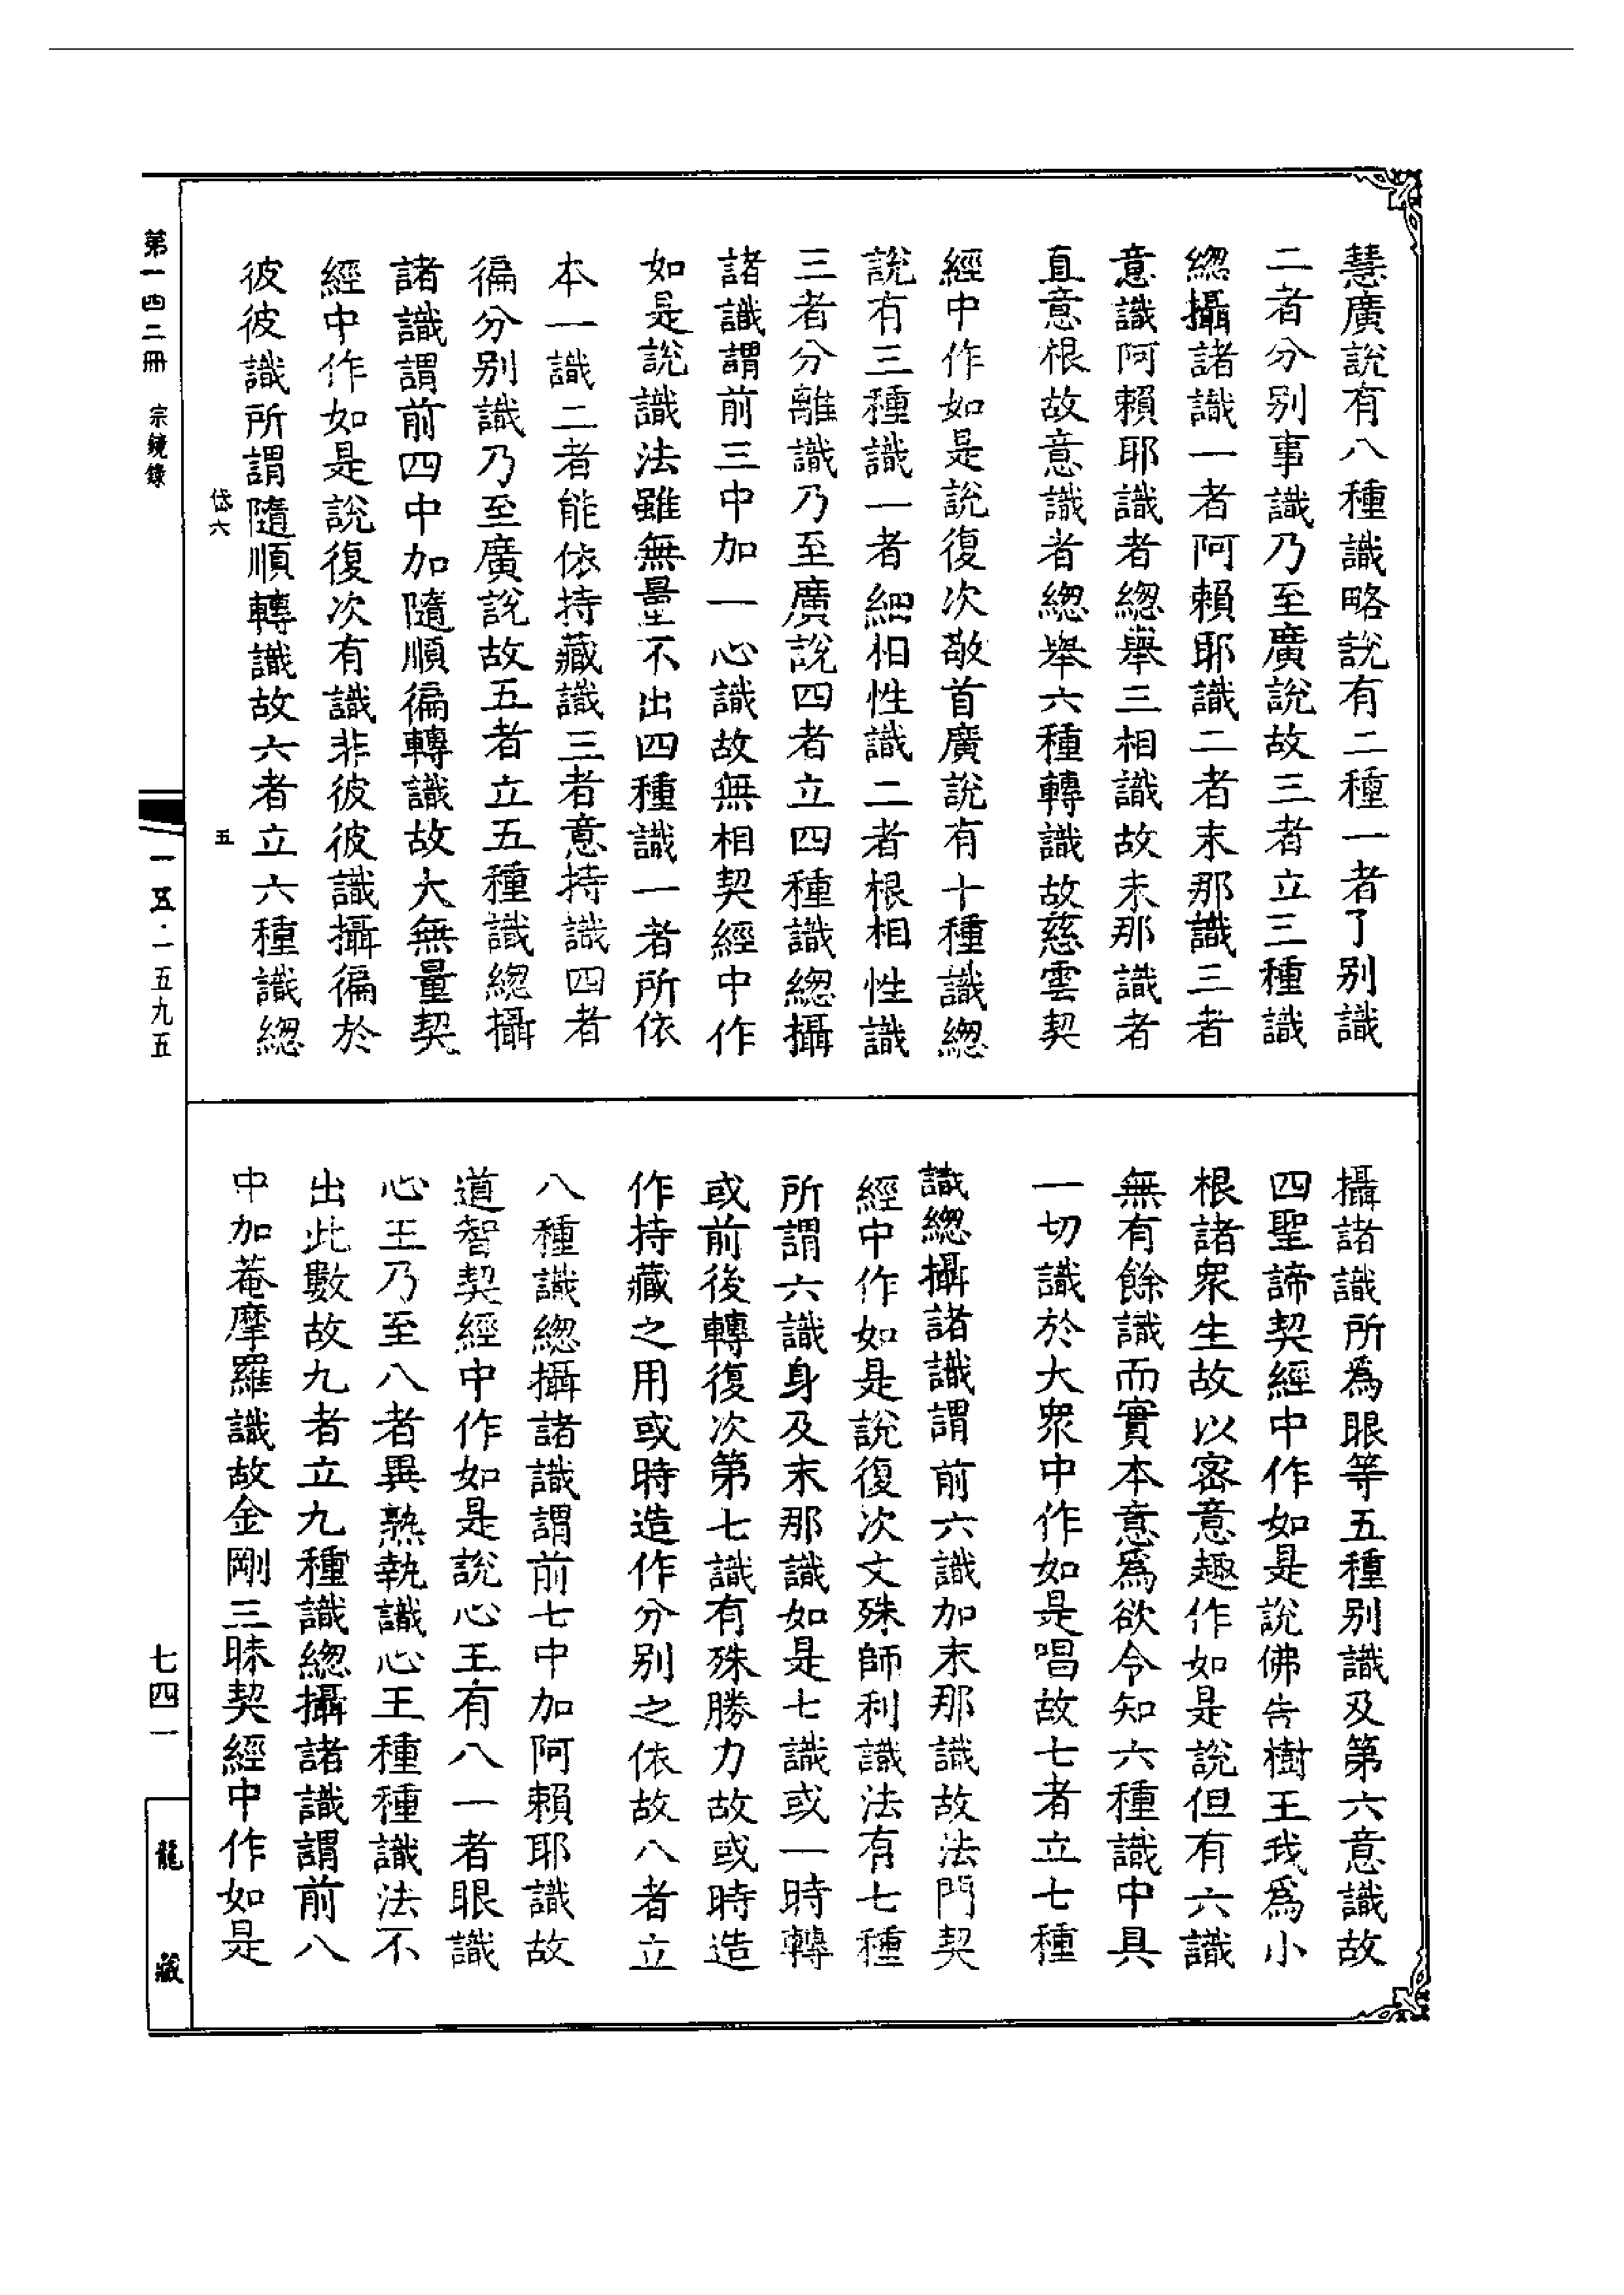 慧廣說有八種識略說有二種一者了別識
二者分別事識乃至廣說故三者立三種識
緫攝諸識一者阿賴耶識二者末那識三者
意識阿賴耶識者緫舉三相識故末那識者
直意根故意識者緫舉六種轉識故慈雲契
經中作如是說復次敬首廣說有十種識緫
說有三種識一者細相性識二者根相性識
三者分離識乃至廣說四者立四種識緫攝
諸識謂前三中加一心識故無相契經中作
如是說識法雖無量不出四種識一者所依
本一識二者能依持藏識三者意持識四者
徧分別識乃至廣說故五者立五種識緫攝
諸識謂前四中加隨順徧轉識故大無量契
經中作如是說復次有識非彼彼識攝徧於
彼彼識所謂隨順轉識故六者立六種識緫
攝諸識所為眼等五種別識及第六意識故
四聖諦契經中作如是說佛告樹王我為小
根諸眾生故以密意趣作如是說但有六識
無有餘識而實本意為欲令知六種識中具
一切識於大眾中作如是唱故七者立七種
識緫攝諸識謂前六識加末那識故法門契
經中作如是說復次文殊師利識法有七種
所謂六識身及末那識如是七識或一時轉
或前後轉復次第七識有殊勝力故或時造
作持藏之用或時造作分別之依故八者立
八種識緫攝諸識謂前七中加阿賴耶識故
道智契經中作如是說心王有八一者眼識
心王乃至八者異熟執識心王種種識法不
出此數故九者立九種識緫攝諸識謂前八
中加菴摩羅識故金剛三昧契經中作如是
岱六
五
第一四二冊 宗鏡錄
一五·一五九五
七四一
龍藏